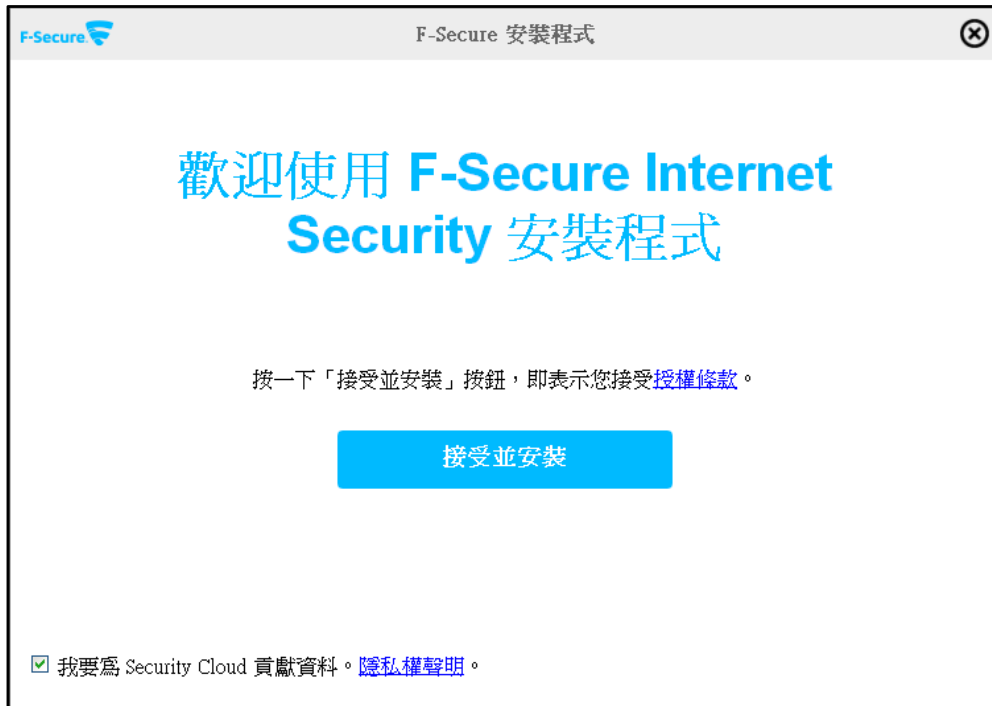 F-Secure.
F-Secure 安裝程式
歡迎使用 F-Secure Internet
Security 安裝程式
按一下「接受並安裝」按鈕，即表示您接受授權條款。
接受並安裝
我要為 Security Cloud 貢獻資料。隱私權聲明。